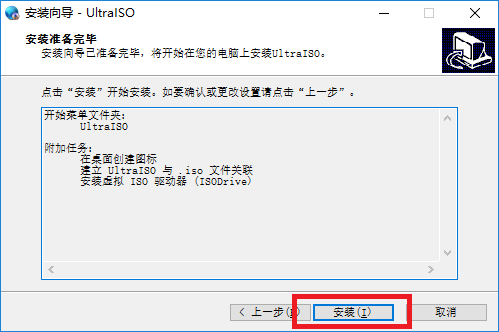 安装向导 - UltraISO
安装准备完毕
安装向导已准备完毕，将开始在您的电脑上安装UltraISO。
点击“安装”开始安装。如要确认或更改设置请点击“上一步”。
开始菜单文件夹:
UltraISO
附加任务:
在桌面创建图标
建立 UltraISO 与 .iso 文件关联
安装虚拟 ISO 驱动器 (ISODrive)
< 上一步(B) 安装(I) 取消